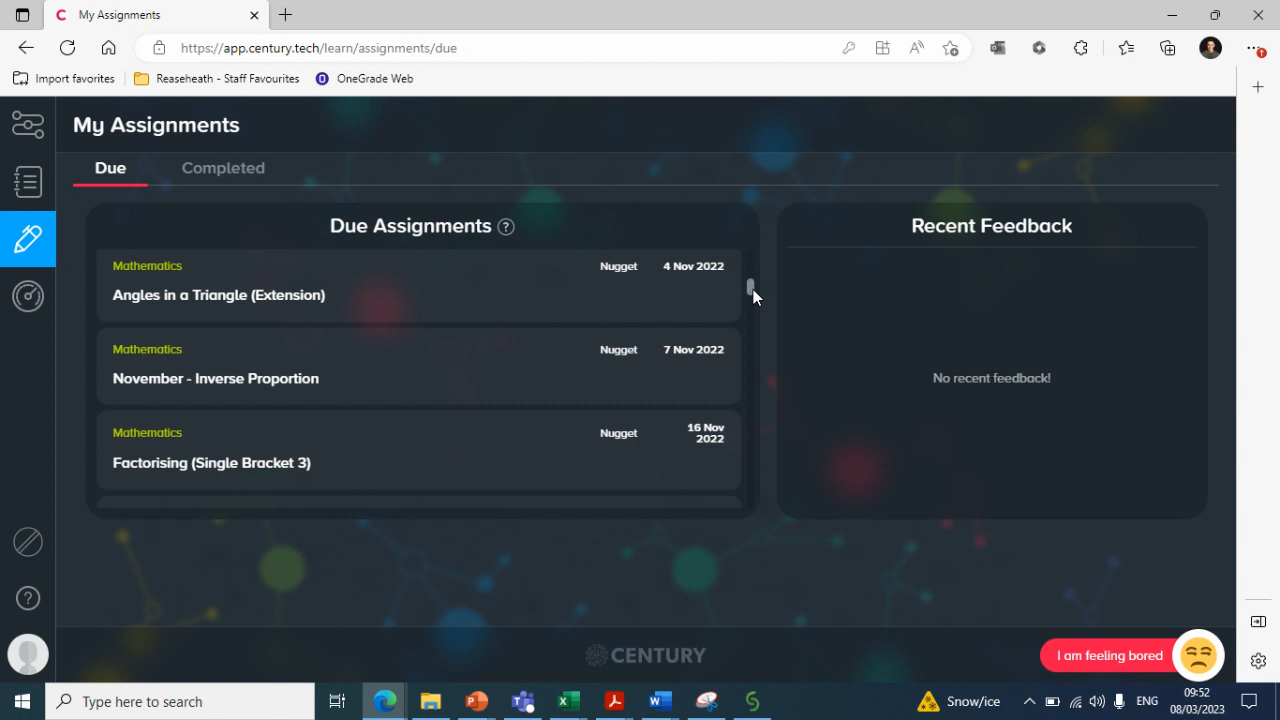 My Assignments
https://app.century.tech/learn/assignments/due
Import favorites
Reaseheath - Staff Favourites
OneGrade Web
My Assignments
Due
Completed
Due Assignments ?
Recent Feedback
Mathematics
Nugget
4 Nov 2022
Angles in a Triangle (Extension)
Mathematics
Nugget
7 Nov 2022
November - Inverse Proportion
No recent feedback!
Mathematics
Nugget
16 Nov
2022
Factorising (Single Bracket 3)
CENTURY
I am feeling bored
Type here to search
Snow/ice
ENG
09:52
08/03/2023